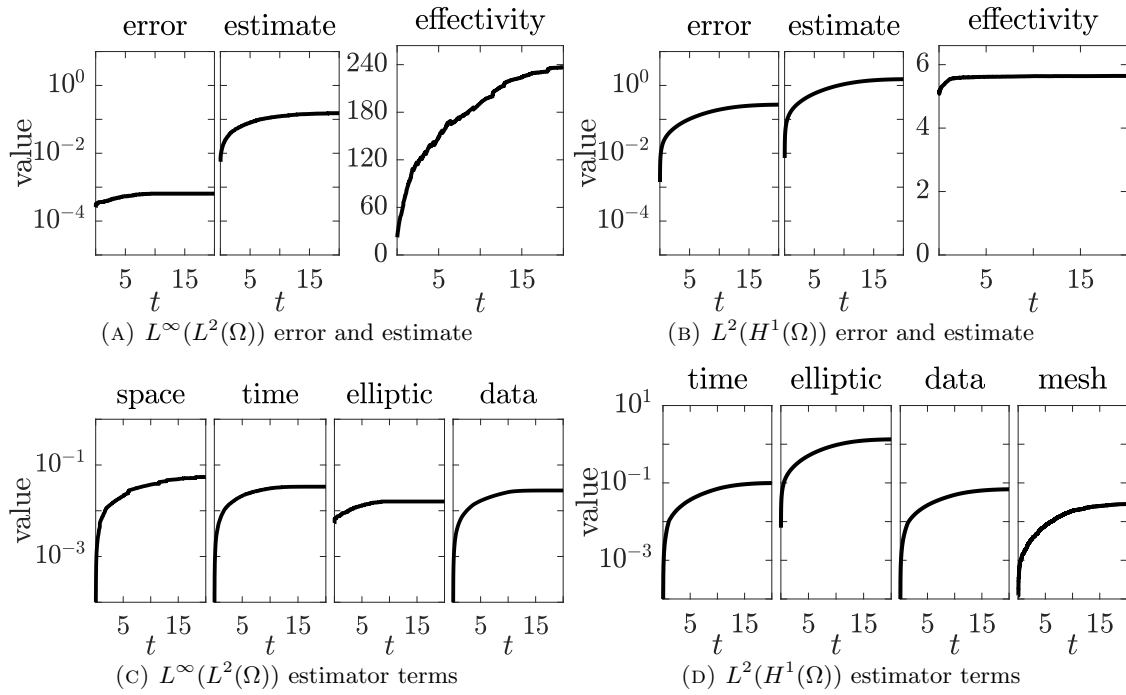 error estimate effectivity
value
10^0
10^{-2}
10^{-4}
240
180
120
60
0
5 15 5 15 5 15
t t t
(A) L^∞(L^2(Ω)) error and estimate
error estimate effectivity
value
10^0
10^{-2}
10^{-4}
6
4
2
0
5 15 5 15 5 15
t t t
(B) L^2(H^1(Ω)) error and estimate
space time elliptic data
value
10^{-1}
10^{-3}
5 15 5 15 5 15 5 15
t t t t
(C) L^∞(L^2(Ω)) estimator terms
time elliptic data mesh
value
10^1
10^{-1}
10^{-3}
5 15 5 15 5 15 5 15
t t t t
(D) L^2(H^1(Ω)) estimator terms